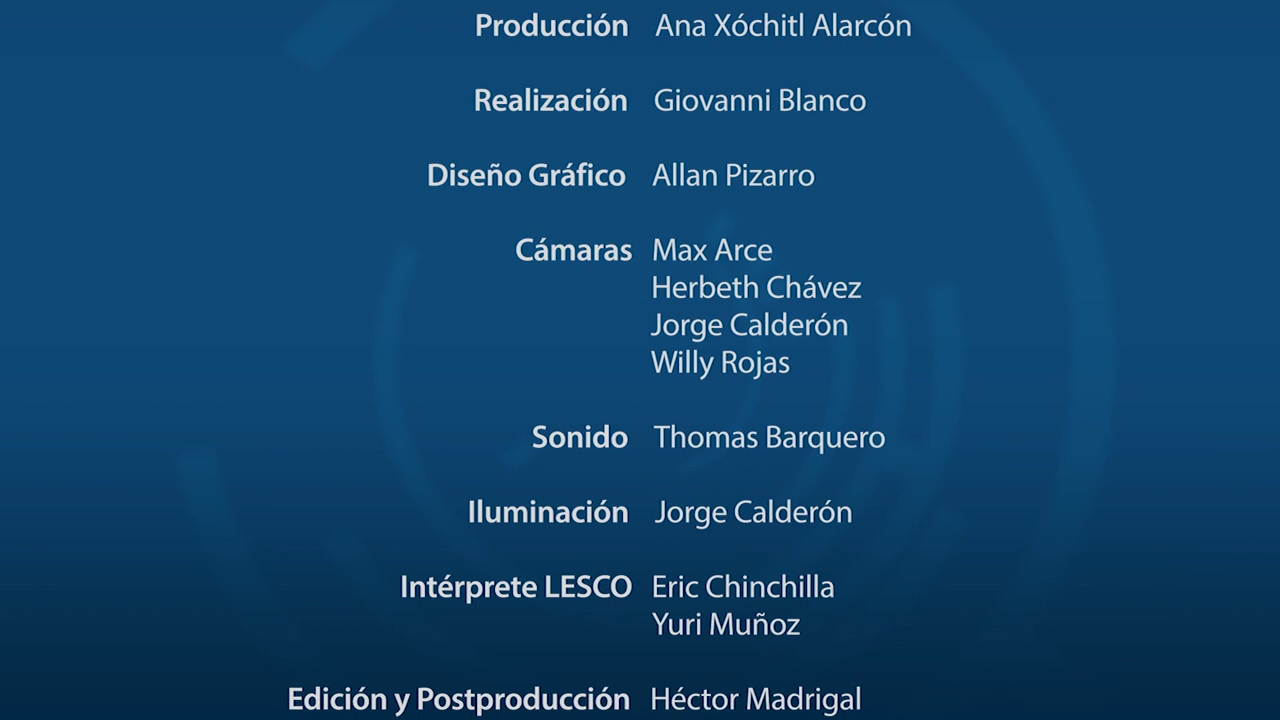 Producción Ana Xóchitl Alarcón
Realización Giovanni Blanco
Diseño Gráfico Allan Pizarro
Cámaras Max Arce
Herbeth Chávez
Jorge Calderón
Willy Rojas
Sonido Thomas Barquero
Iluminación Jorge Calderón
Intérprete LESCO Eric Chinchilla
Yuri Muñoz
Edición y Postproducción Héctor Madrigal